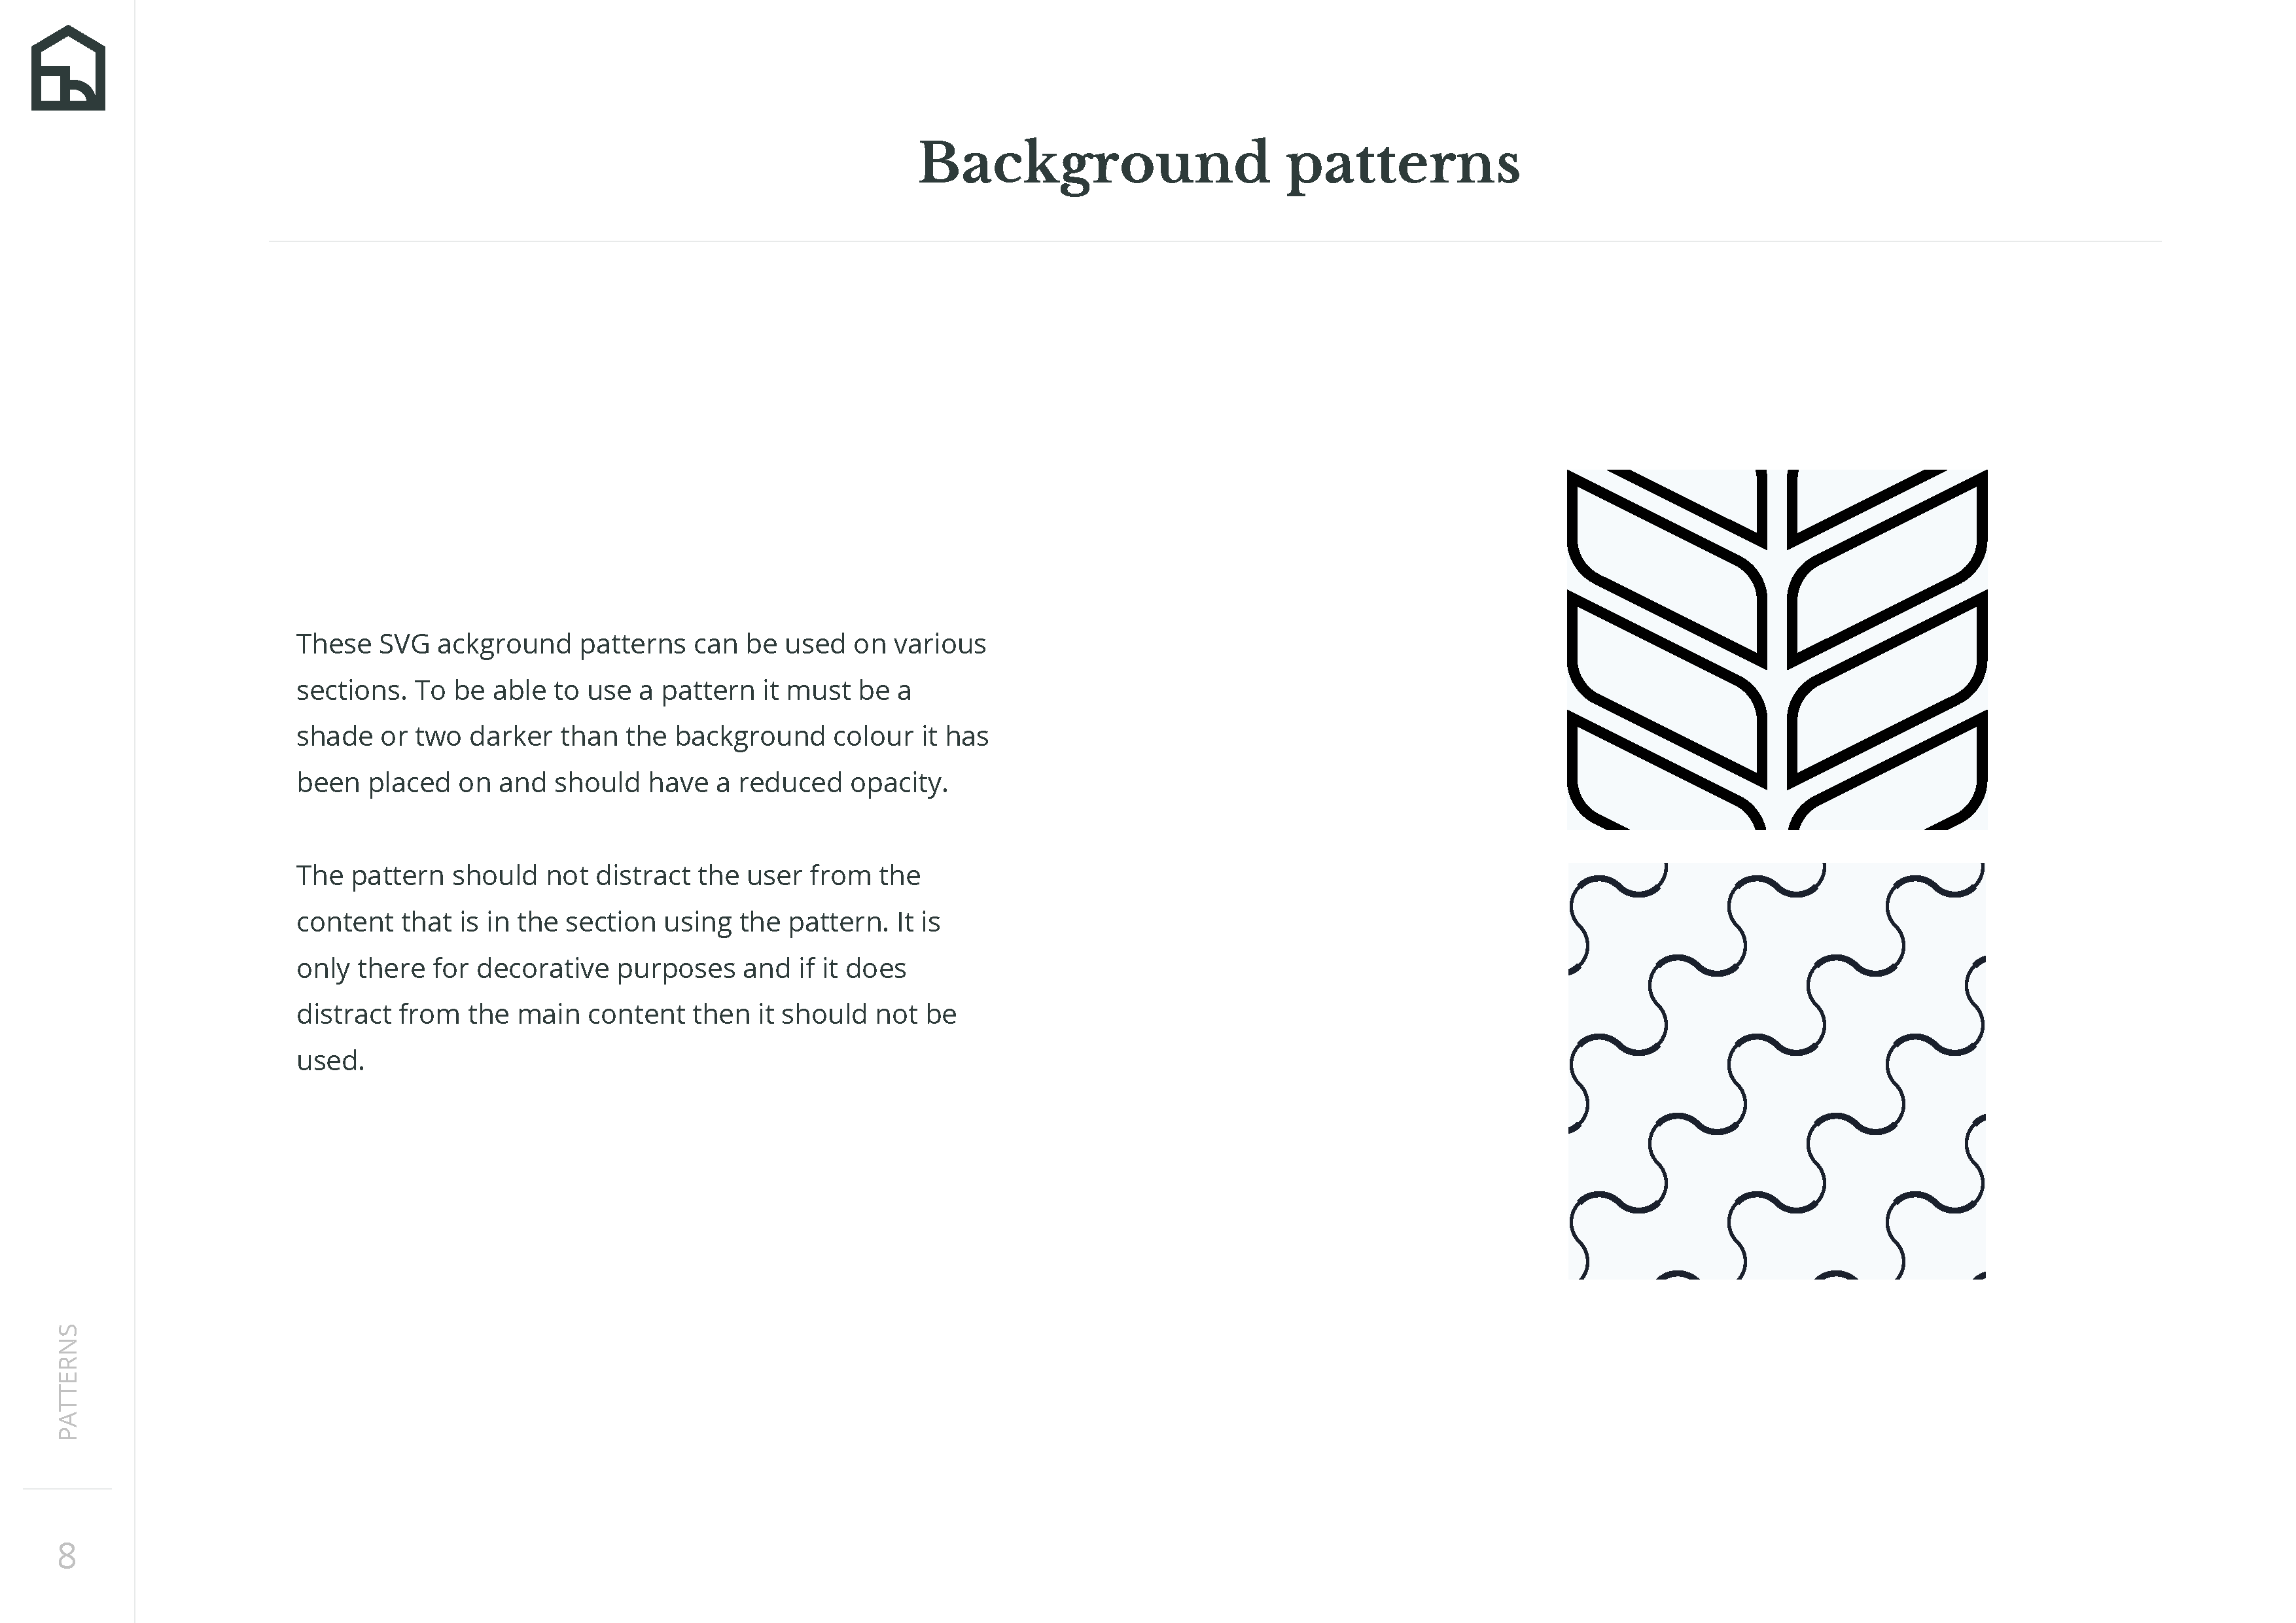 Background patterns
These SVG ackground patterns can be used on various
sections. To be able to use a pattern it must be a
shade or two darker than the background colour it has
been placed on and should have a reduced opacity.
The pattern should not distract the user from the
content that is in the section using the pattern. It is
only there for decorative purposes and if it does
distract from the main content then it should not be
used.
PATTERNS
8